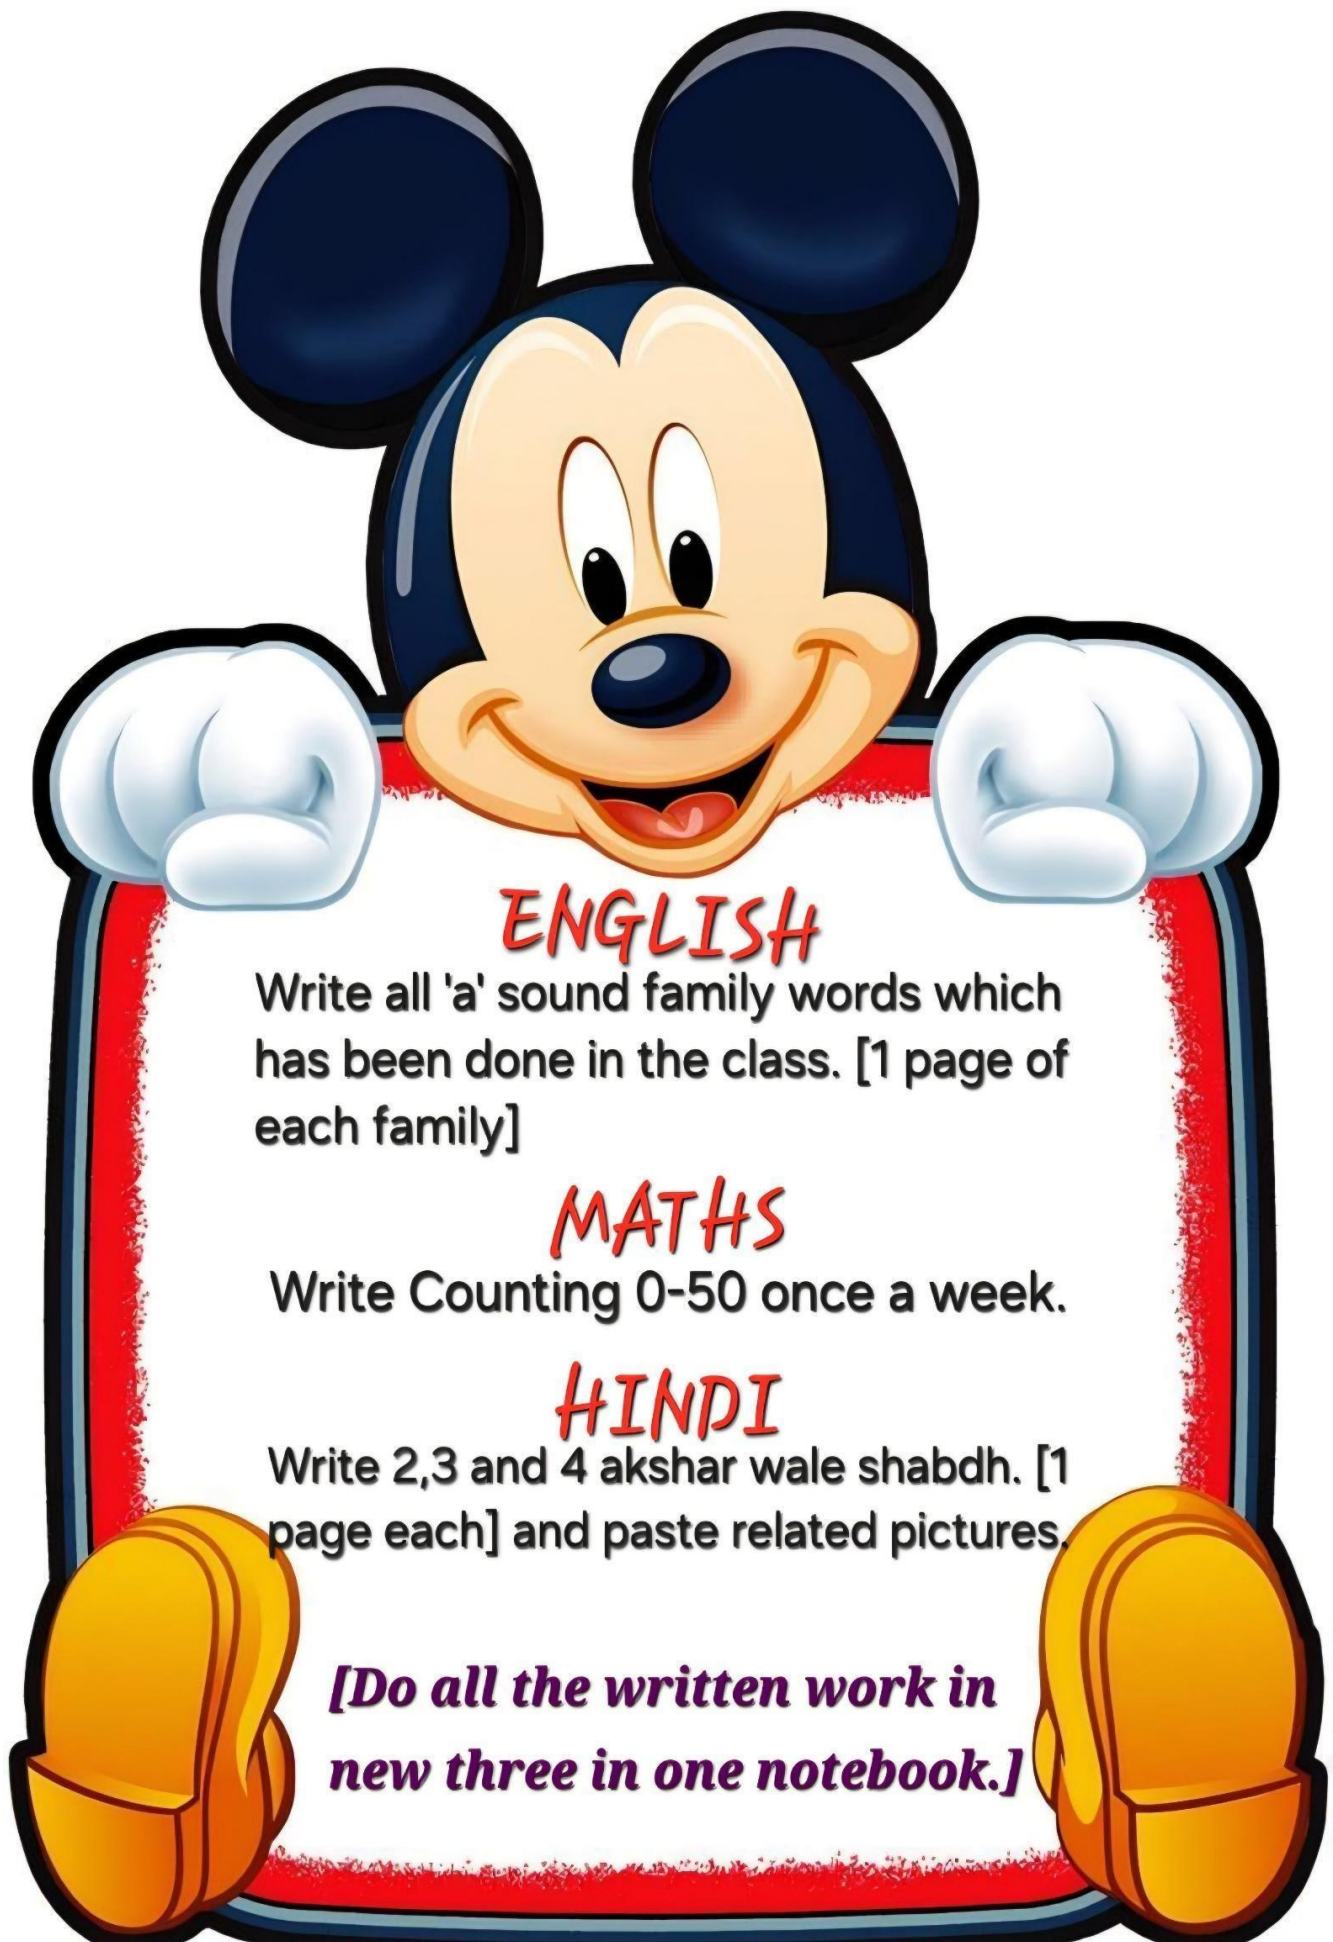 ENGLISH
Write all 'a' sound family words which
has been done in the class. [1 page of
each family]
MATHS
Write Counting 0-50 once a week.
HINDI
Write 2,3 and 4 akshar wale shabdh. [1
page each] and paste related pictures.
[Do all the written work in
new three in one notebook.]